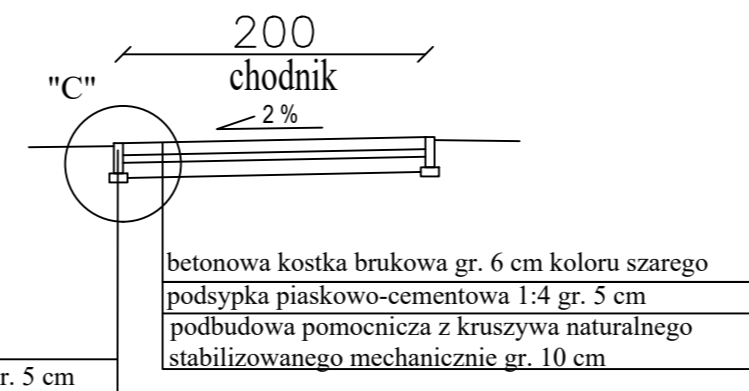 200
chodnik
"C"
2 %
betonowa kostka brukowa gr. 6 cm koloru szarego
podsypka piaskowo-cementowa 1:4 gr. 5 cm
podbudowa pomocnicza z kruszywa naturalnego
stabilizowanego mechanicznie gr. 10 cm
r. 5 cm